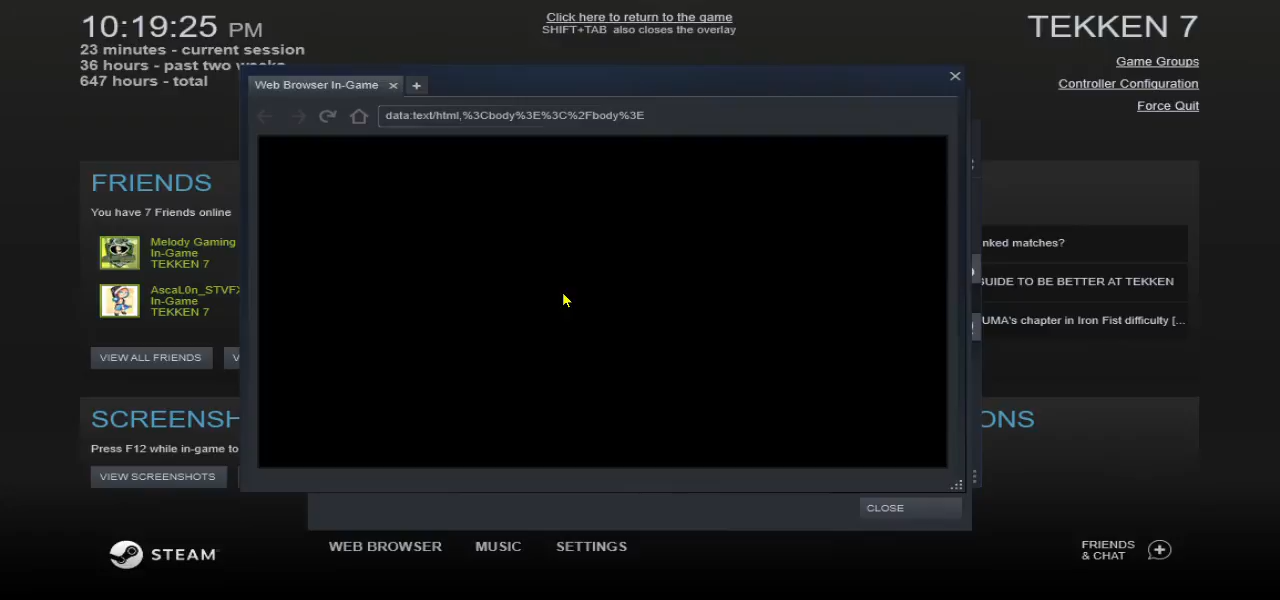 10:19:25 PM
23 minutes - current session
36 hours - past two weeks
647 hours - total
Click here to return to the game
SHIFT+TAB also closes the overlay
TEKKEN 7
Game Groups
Controller Configuration
Force Quit
Web Browser In-Game
data:text/html,%3Cbody%3E%3C%2Fbody%3E
FRIENDS
You have 7 Friends online
Melody Gaming
In-Game
TEKKEN 7
AscaL0n_STVFX
In-Game
TEKKEN 7
VIEW ALL FRIENDS
V
nked matches?
GUIDE TO BE BETTER AT TEKKEN
UMA's chapter in Iron Fist difficulty [...
SCREENSH
Press F12 while in-game to
VIEW SCREENSHOTS
ONS
CLOSE
STEAM
WEB BROWSER
MUSIC
SETTINGS
FRIENDS
& CHAT